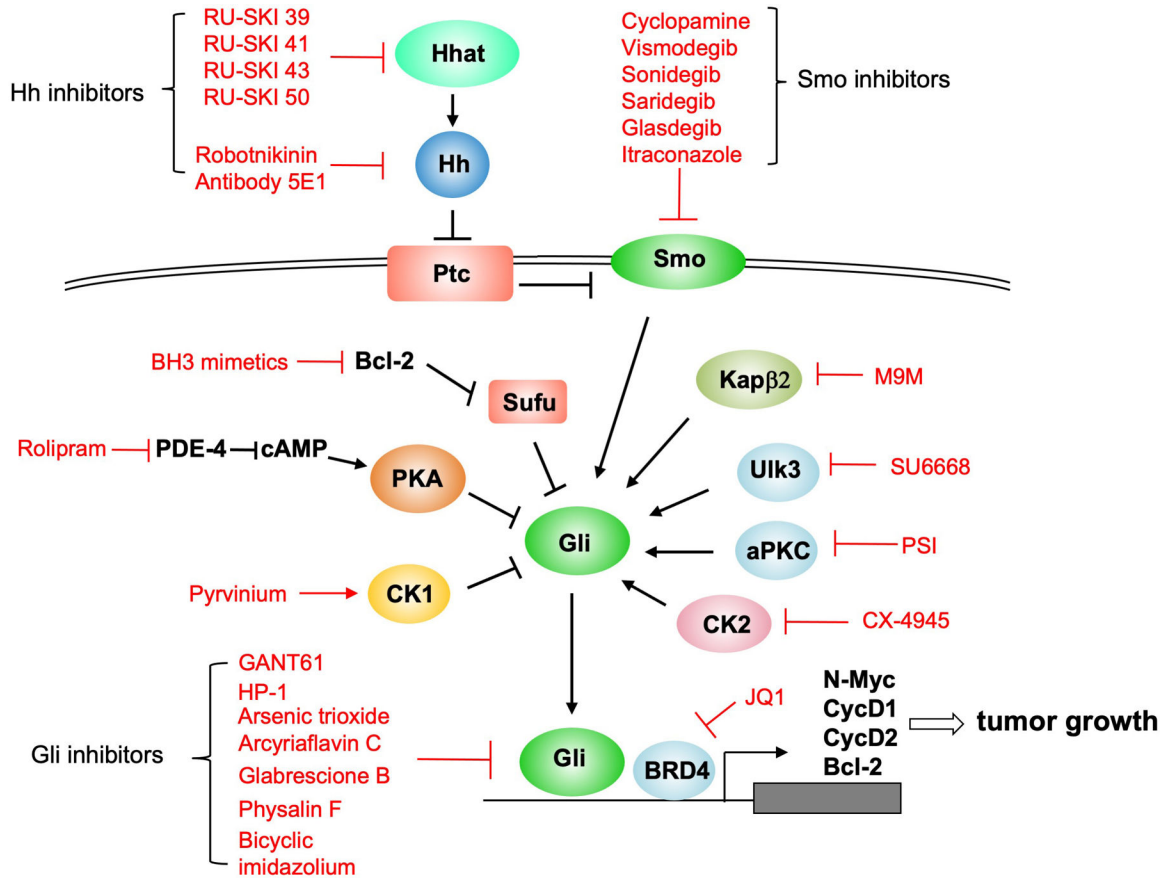 RU-SKI 39
RU-SKI 41
RU-SKI 43
RU-SKI 50
Hh inhibitors
Robotnikinin
Antibody 5E1
Hhat
Hh
Cyclopamine
Vismodegib
Sonidegib
Saridegib
Glasdegib
Itraconazole
Smo inhibitors
Ptc
Smo
BH3 mimetics
Bcl-2
Sufu
Kapβ2
M9M
Rolipram
PDE-4
cAMP
PKA
Ulk3
SU6668
Gli
aPKC
PSI
Pyrvinium
CK1
CK2
CX-4945
Gli inhibitors
GANT61
HP-1
Arsenic trioxide
Arcyriaflavin C
Glabrescione B
Physalin F
Bicyclic
imidazolium
Gli
BRD4
JQ1
N-Myc
CycD1
CycD2
Bcl-2
tumor growth